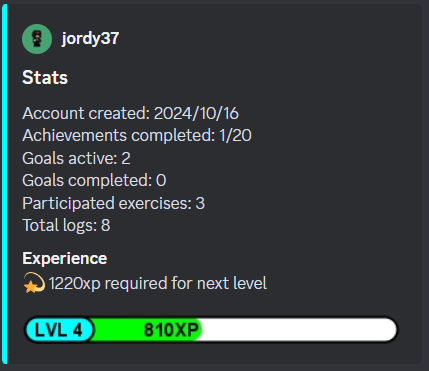 jordy37
Stats
Account created: 2024/10/16
Achievements completed: 1/20
Goals active: 2
Goals completed: 0
Participated exercises: 3
Total logs: 8
Experience
1220xp required for next level
LVL 4 810XP